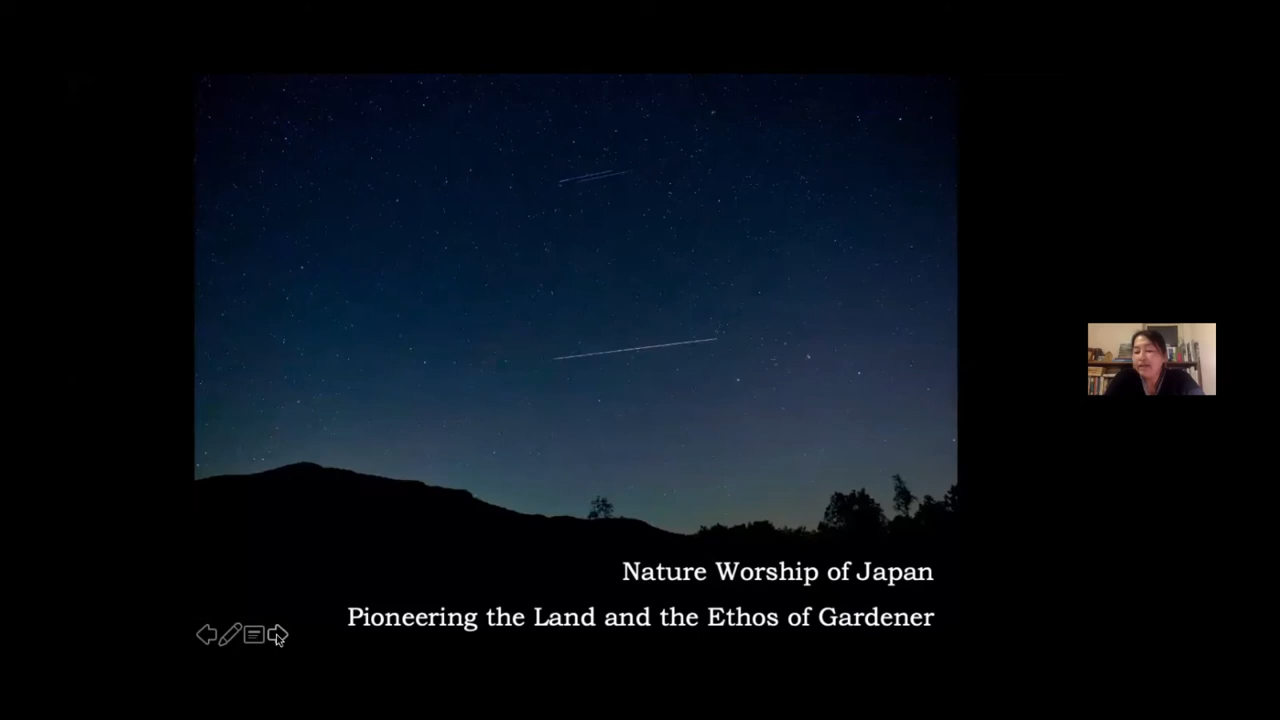 Nature Worship of Japan
Pioneering the Land and the Ethos of Gardener